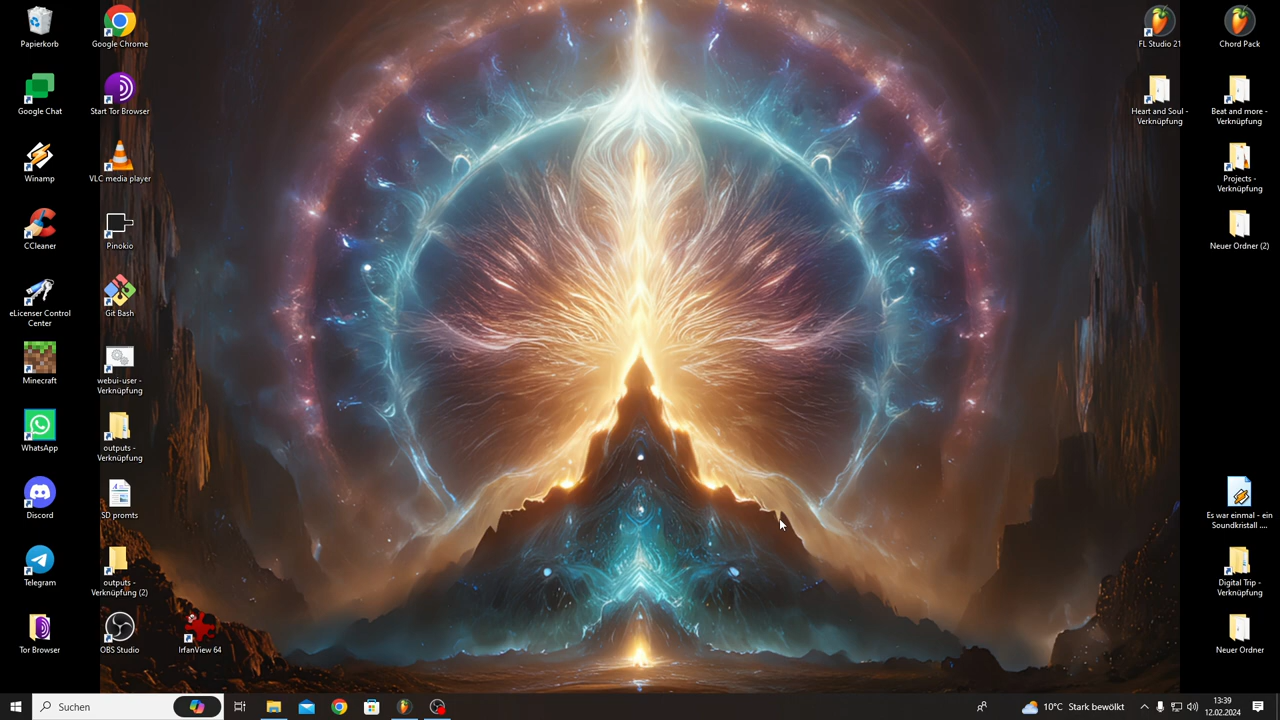 Papierkorb
Google Chrome
Google Chat
Start Tor Browser
Winamp
VLC media player
CCleaner
Pinokio
eLicenser Control
Center
Git Bash
Minecraft
webui-user -
Verknüpfung
WhatsApp
outputs -
Verknüpfung
Discord
SD promts
Telegram
outputs -
Verknüpfung (2)
Tor Browser
OBS Studio
IrfanView 64
FL Studio 21
Chord Pack
Heart and Soul -
Verknüpfung
Beat and more -
Verknüpfung
Projects -
Verknüpfung
Neuer Ordner (2)
Es war einmal - ein
Soundkristall ....
Digital Trip -
Verknüpfung
Neuer Ordner
Suchen
10°C Stark bewölkt
13:39
12.02.2024